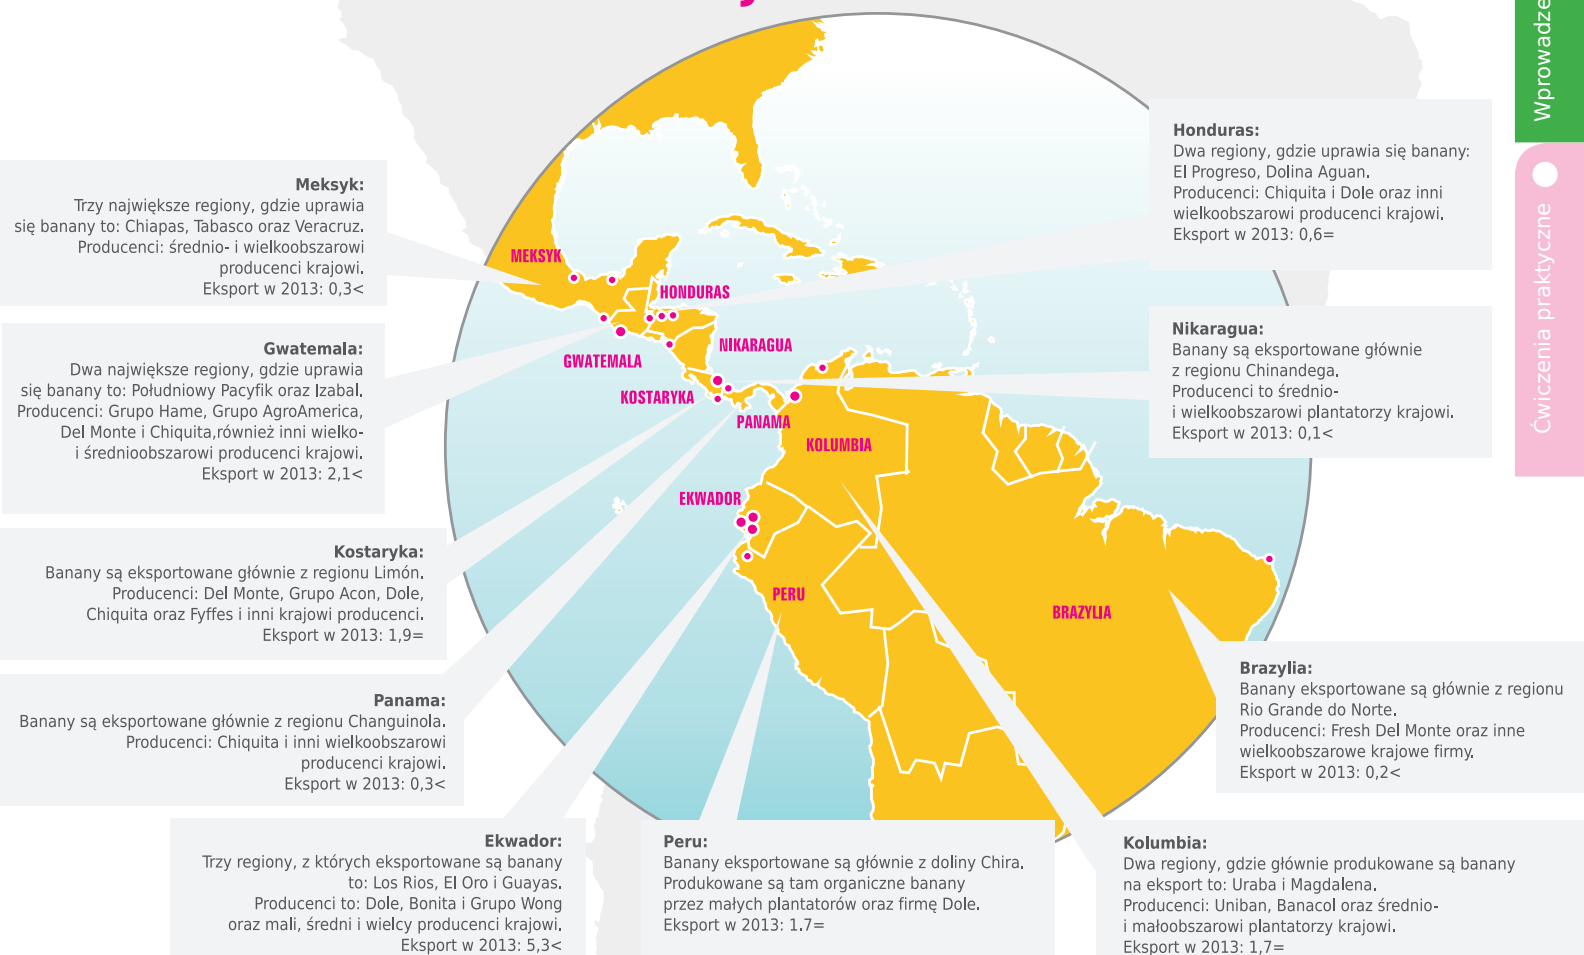 Wprowadze
Ćwiczenia praktyczne
Honduras:
Dwa regiony, gdzie uprawia się banany:
El Progreso, Dolina Aguan.
Producenci: Chiquita i Dole oraz inni
wielkoobszarowi producenci krajowi.
Eksport w 2013: 0,6=
Meksyk:
Trzy największe regiony, gdzie uprawia
się banany to: Chiapas, Tabasco oraz Veracruz.
Producenci: średnio- i wielkoobszarowi
producenci krajowi.
Eksport w 2013: 0,3<
MEKSYK
HONDURAS
NIKARAGUA
GWATEMALA
KOSTARYKA
PANAMA
KOLUMBIA
EKWADOR
PERU
BRAZYLIA
Nikaragua:
Banany są eksportowane głównie
z regionu Chinandega.
Producenci to średnio-
i wielkoobszarowi plantatorzy krajowi.
Eksport w 2013: 0,1<
Gwatemala:
Dwa największe regiony, gdzie uprawia
się banany to: Południowy Pacyfik oraz Izabal.
Producenci: Grupo Hame, Grupo AgroAmerica,
Del Monte i Chiquita,również inni wielko-
i średnioobszarowi producenci krajowi.
Eksport w 2013: 2,1<
Kostaryka:
Banany są eksportowane głównie z regionu Limón.
Producenci: Del Monte, Grupo Acon, Dole,
Chiquita oraz Fyffes i inni krajowi producenci.
Eksport w 2013: 1,9=
Panama:
Banany są eksportowane głównie z regionu Changuinola.
Producenci: Chiquita i inni wielkoobszarowi
producenci krajowi.
Eksport w 2013: 0,3<
Brazylia:
Banany eksportowane są głównie z regionu
Rio Grande do Norte.
Producenci: Fresh Del Monte oraz inne
wielkoobszarowe krajowe firmy.
Eksport w 2013: 0,2<
Ekwador:
Trzy regiony, z których eksportowane są banany
to: Los Rios, El Oro i Guayas.
Producenci to: Dole, Bonita i Grupo Wong
oraz mali, średni i wielcy producenci krajowi.
Eksport w 2013: 5,3<
Peru:
Banany eksportowane są głównie z doliny Chira.
Produkowane są tam organiczne banany
przez małych plantatorów oraz firmę Dole.
Eksport w 2013: 1.7=
Kolumbia:
Dwa regiony, gdzie głównie produkowane są banany
na eksport to: Uraba i Magdalena.
Producenci: Uniban, Banacol oraz średnio-
i małoobszarowi plantatorzy krajowi.
Eksport w 2013: 1,7=